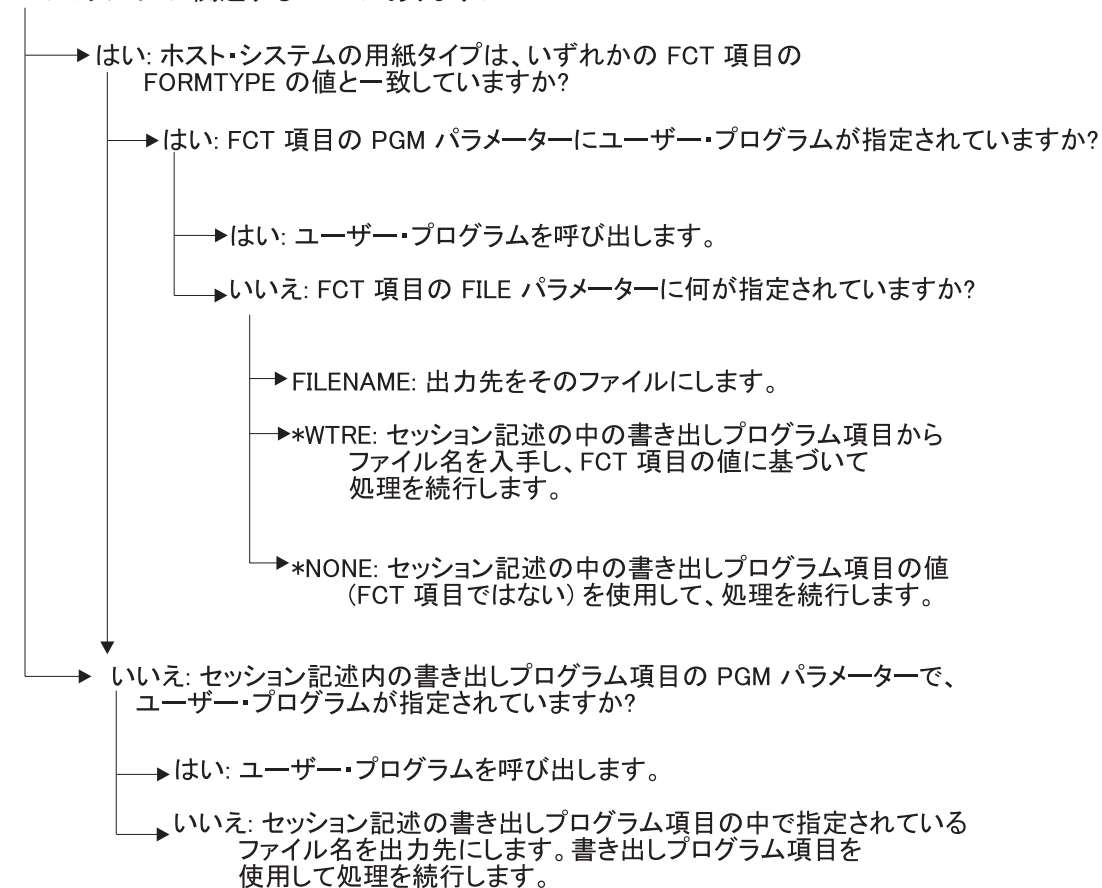 はい: ホスト・システムの用紙タイプは、いずれかの FCT 項目の
FORMTYPE の値と一致していますか?
はい: FCT 項目の PGM パラメーターにユーザー・プログラムが指定されていますか?
はい: ユーザー・プログラムを呼び出します。
いいえ: FCT 項目の FILE パラメーターに何が指定されていますか?
FILENAME: 出力先をそのファイルにします。
*WTRE: セッション記述の中の書き出しプログラム項目から
ファイル名を入手し、FCT 項目の値に基づいて
処理を続行します。
*NONE: セッション記述の中の書き出しプログラム項目の値
(FCT 項目ではない) を使用して、処理を続行します。
いいえ: セッション記述内の書き出しプログラム項目の PGM パラメーターで、
ユーザー・プログラムが指定されていますか?
はい: ユーザー・プログラムを呼び出します。
いいえ: セッション記述の書き出しプログラム項目の中で指定されている
ファイル名を出力先にします。書き出しプログラム項目を
使用して処理を続行します。